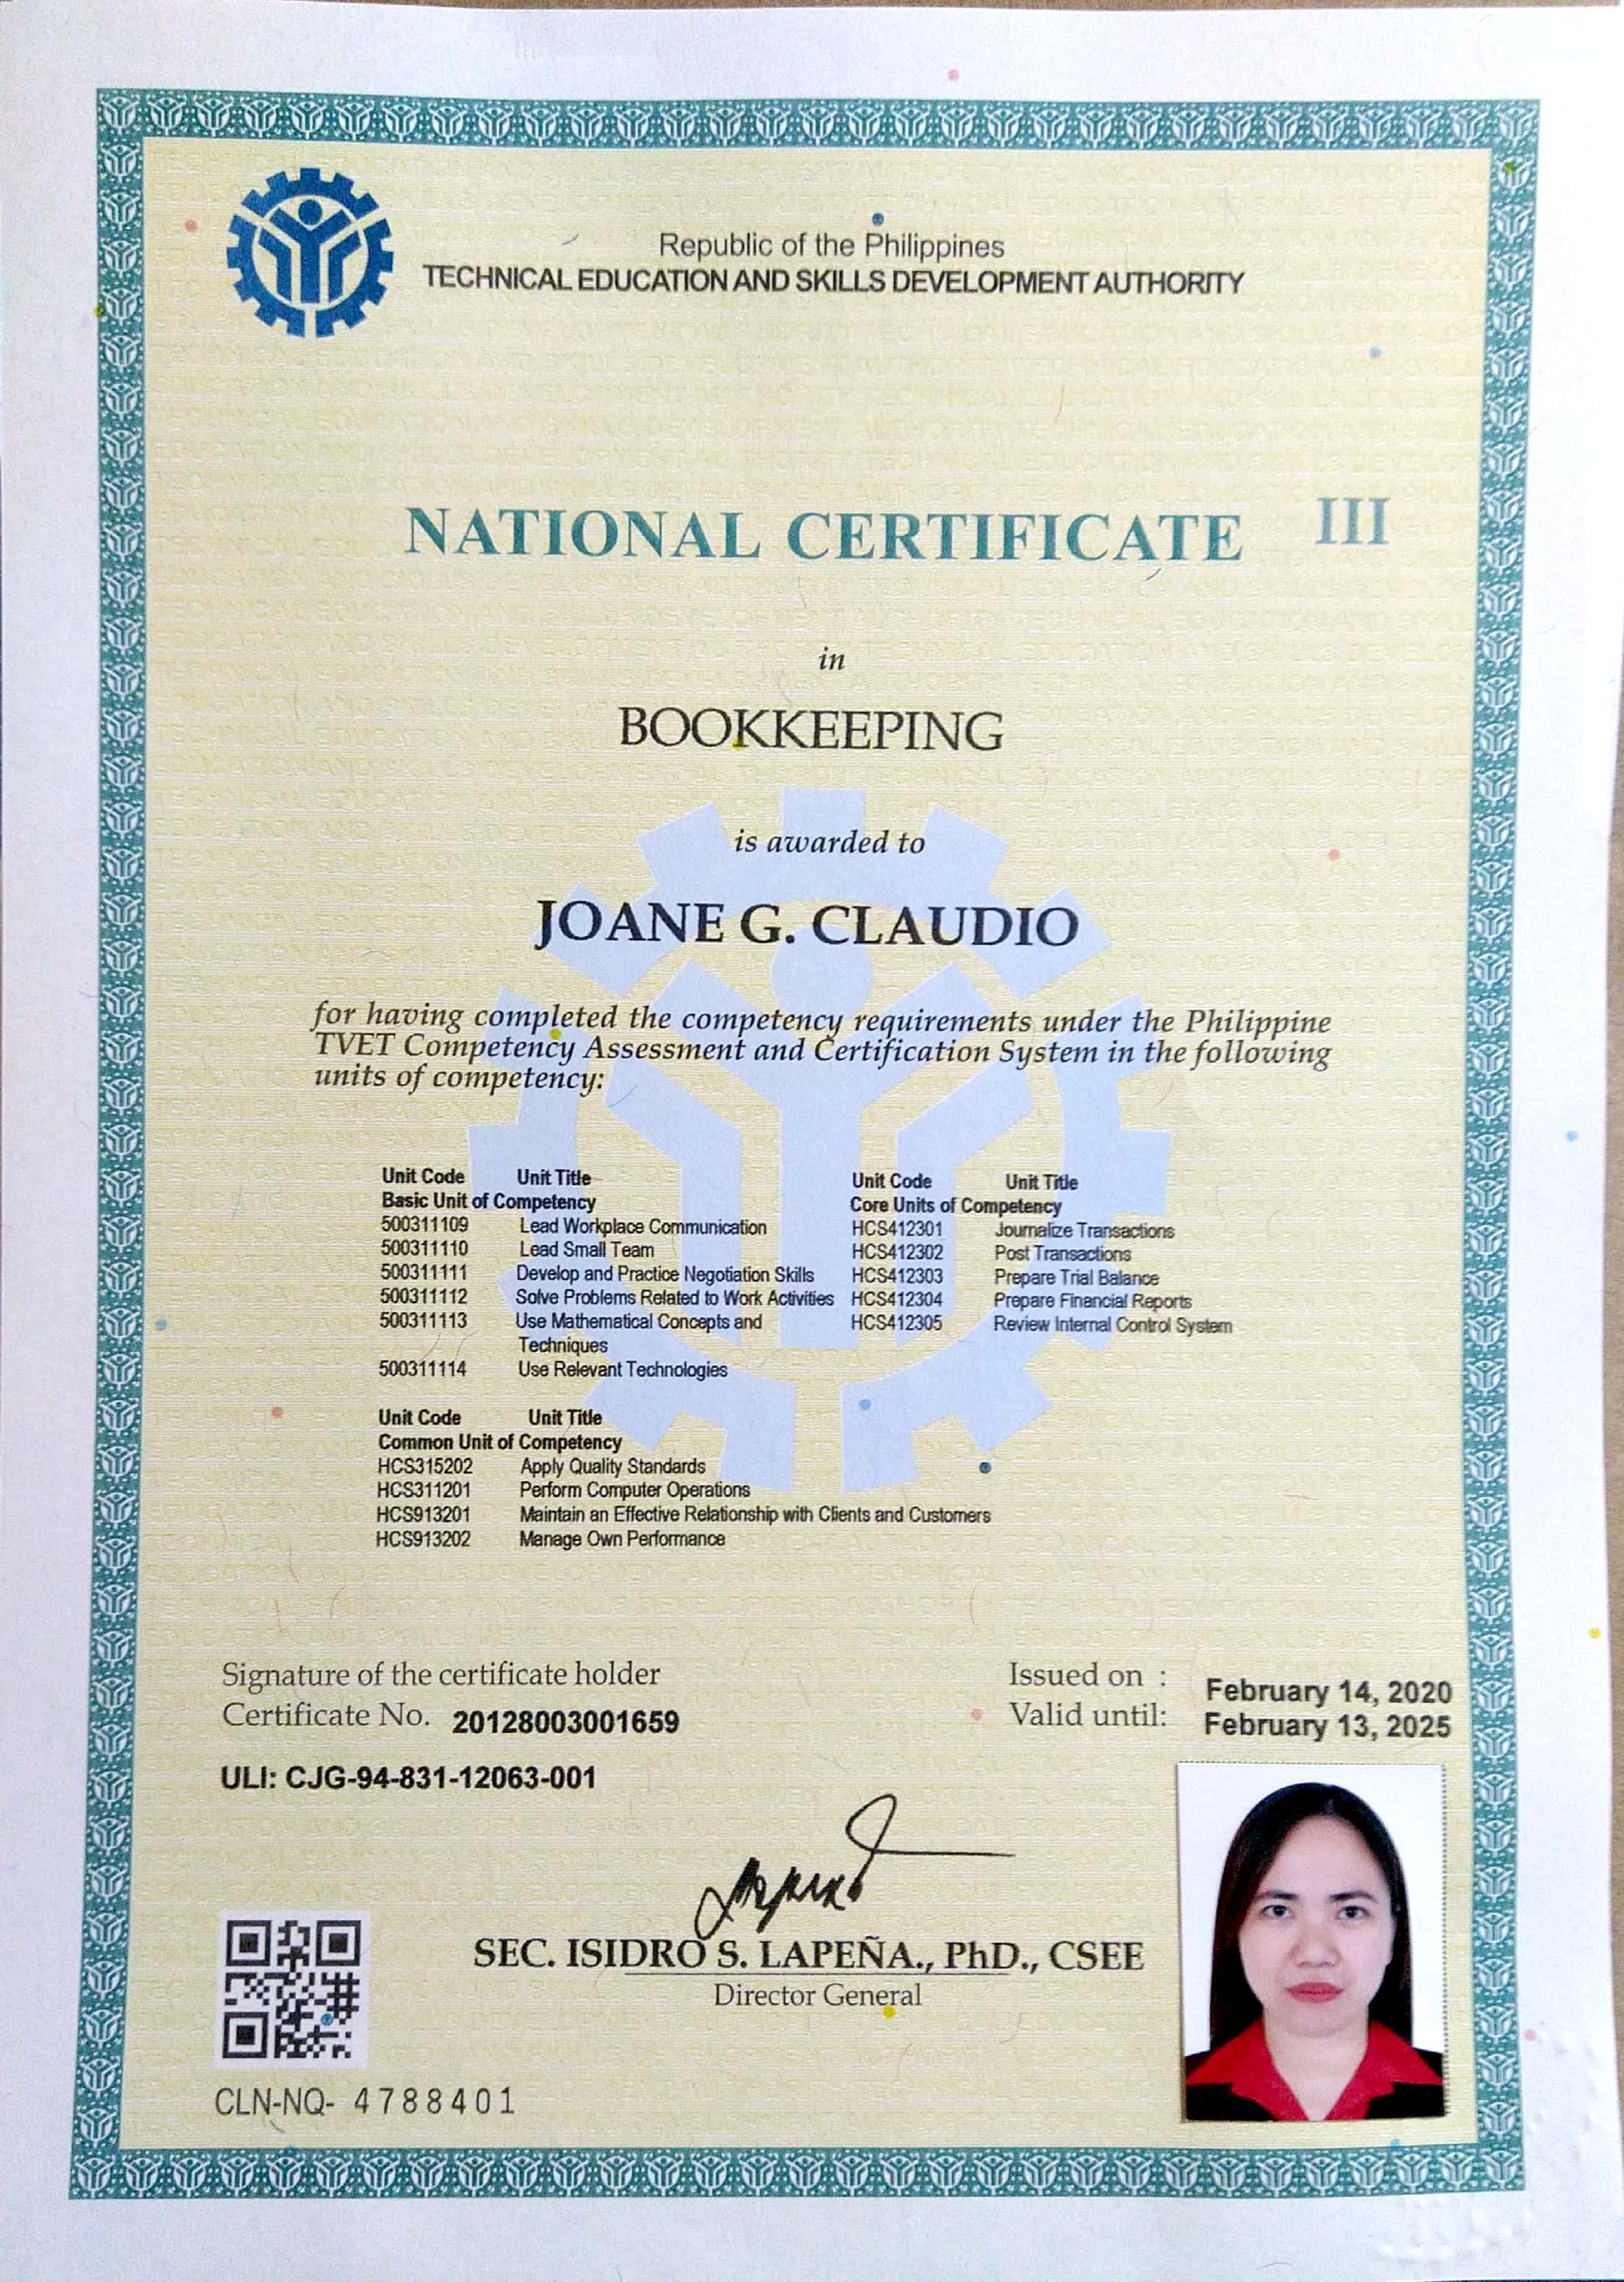 Republic of the Philippines
TECHNICAL EDUCATION AND SKILLS DEVELOPMENT AUTHORITY
NATIONAL CERTIFICATE III
in
BOOKKEEPING
is awarded to
JOANE G. CLAUDIO
for having completed the competency requirements under the Philippine
TVET Competency Assessment and Certification System in the following
units of competency:
Unit Code Unit Title
Basic Unit of Competency
500311109 Lead Workplace Communication
500311110 Lead Small Team
500311111 Develop and Practice Negotiation Skills
500311112 Solve Problems Related to Work Activities
500311113 Use Mathematical Concepts and
Techniques
500311114 Use Relevant Technologies
Unit Code Unit Title
Core Units of Competency
HCS412301 Journalize Transactions
HCS412302 Post Transactions
HCS412303 Prepare Trial Balance
HCS412304 Prepare Financial Reports
HCS412305 Review Internal Control System
Unit Code Unit Title
Common Unit of Competency
HCS315202 Apply Quality Standards
HCS311201 Perform Computer Operations
HCS913201 Maintain an Effective Relationship with Clients and Customers
HCS913202 Manage Own Performance
Signature of the certificate holder
Certificate No. 20128003001659
ULI: CJG-94-831-12063-001
Issued on : February 14, 2020
Valid until: February 13, 2025
SEC. ISIDRO S. LAPEÑA., PhD., CSEE
Director General
CLN-NQ- 4788401